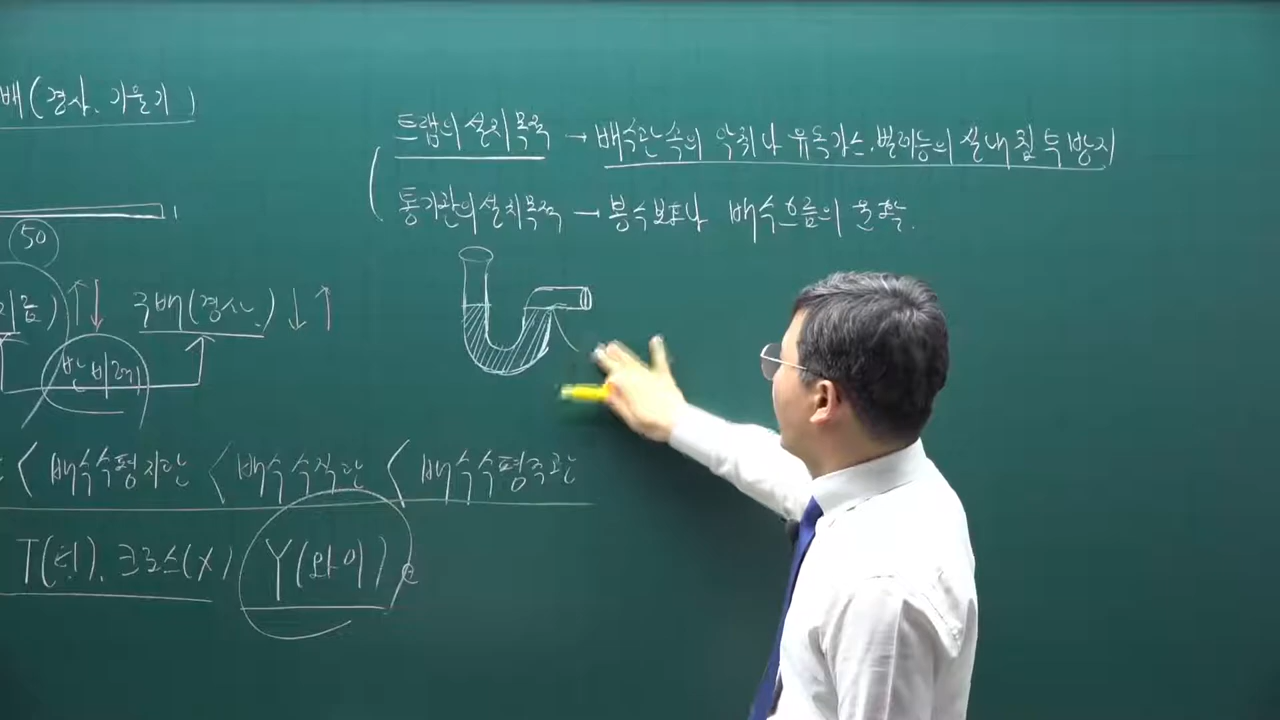 배(경사. 기울기)
트랩의 설치목적 → 배수관 속의 악취나 유독가스. 벌레등의 실내침투방지
통기관의 설치목적 → 봉수보호나 배수흐름의 원활.
50
구배(경사)
반비례
< 배수수평지관 < 배수수직관 < 배수수평주관
T(티). 크로스(X) Y(와이)